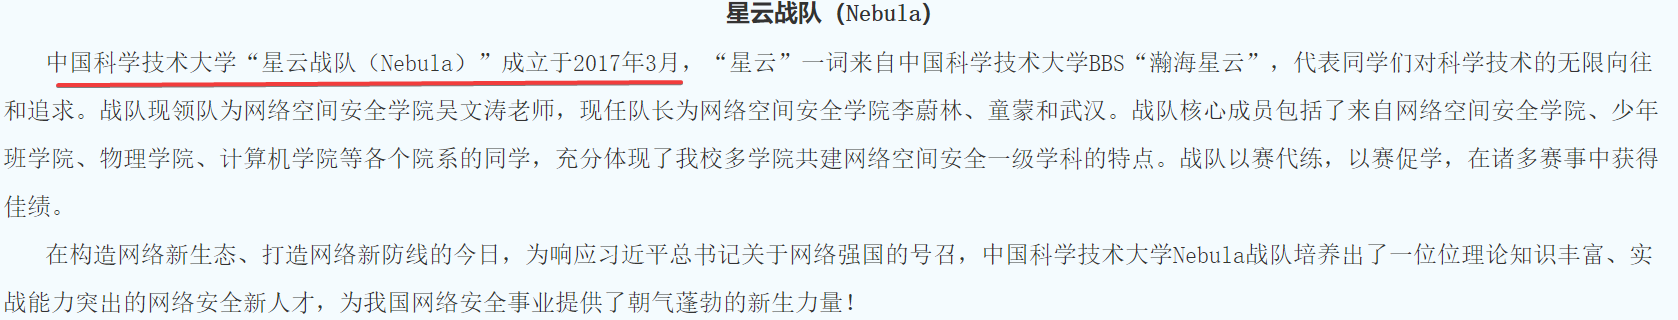 星云战队（Nebula）
中国科学技术大学“星云战队（Nebula）”成立于2017年3月，“星云”一词来自中国科学技术大学BBS“瀚海星云”，代表同学们对科学技术的无限向往
和追求。战队现领队为网络空间安全学院吴文涛老师，现任队长为网络空间安全学院李蔚林、童蒙和武汉。战队核心成员包括了来自网络空间安全学院、少年
班学院、物理学院、计算机学院等各个院系的同学，充分体现了我校多学院共建网络空间安全一级学科的特点。战队以赛代练，以赛促学，在诸多赛事中获得
佳绩。
在构造网络新生态、打造网络新防线的今日，为响应习近平总书记关于网络强国的号召，中国科学技术大学Nebula战队培养出了一位位理论知识丰富、实
战能力突出的网络安全新人才，为我国网络安全事业提供了朝气蓬勃的新生力量！